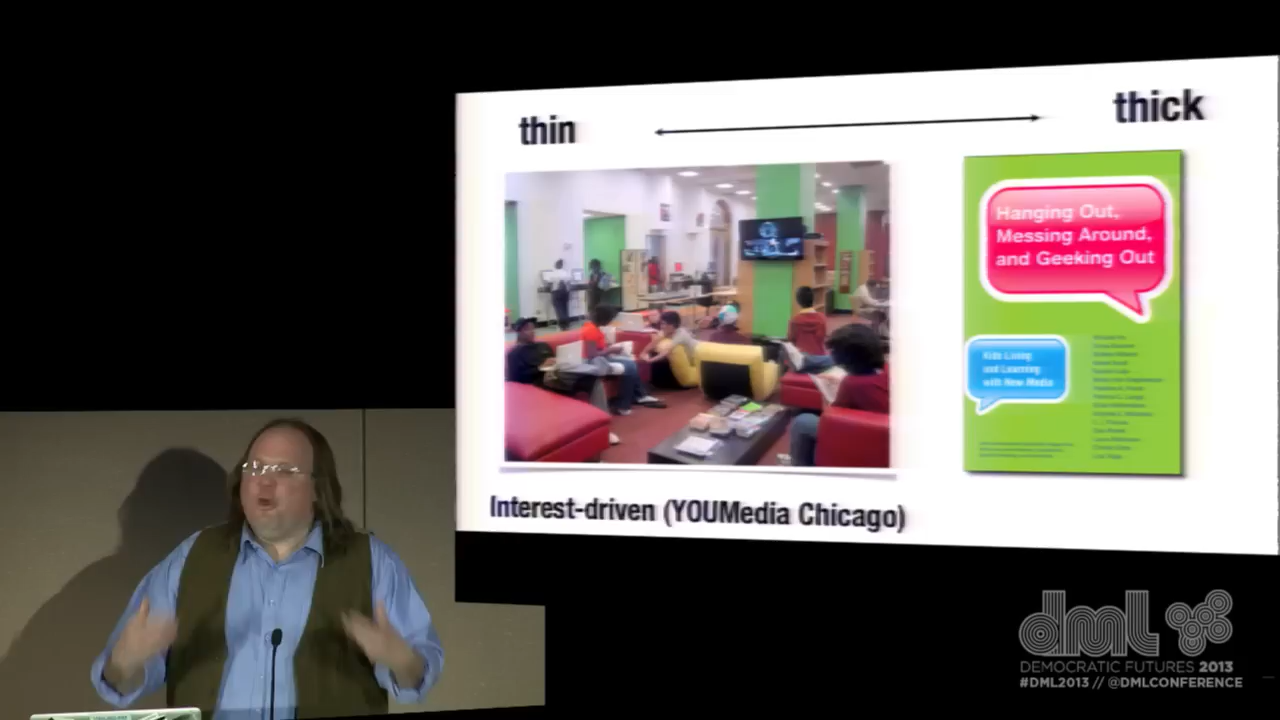 thin
thick
Hanging Out,
Messing Around,
and Geeking Out
Kids Living
and Learning
with New Media
Interest-driven (YOUMedia Chicago)
dml
DEMOCRATIC FUTURES 2013
#DML2013 // @DMLCONFERENCE